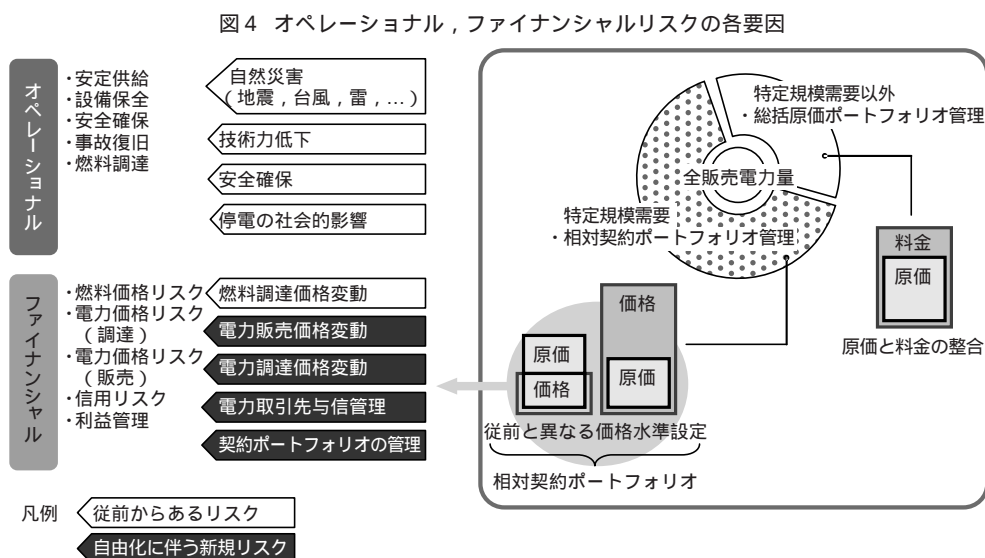 図4 オペレーショナル，ファイナンシャルリスクの各要因
オペレーショナル
・安定供給
・設備保全
・安全確保
・事故復旧
・燃料調達
自然災害
（地震，台風，雷，…）
技術力低下
安全確保
停電の社会的影響
ファイナンシャル
・燃料価格リスク
・電力価格リスク
（調達）
・電力価格リスク
（販売）
・信用リスク
・利益管理
燃料調達価格変動
電力販売価格変動
電力調達価格変動
電力取引先与信管理
契約ポートフォリオの管理
凡例
従前からあるリスク
自由化に伴う新規リスク
特定規模需要以外
・総括原価ポートフォリオ管理
全販売電力量
特定規模需要
・相対契約ポートフォリオ管理
料金
原価
原価と料金の整合
価格
原価
原価
価格
従前と異なる価格水準設定
相対契約ポートフォリオ